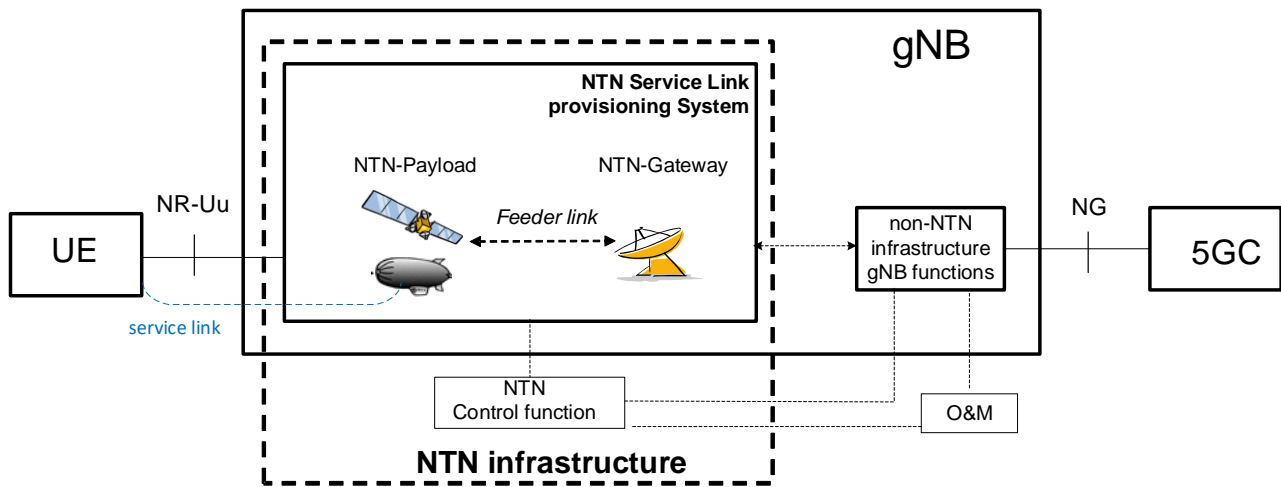 gNB
NTN Service Link
provisioning System
NTN-Payload
NTN-Gateway
NR-Uu
Feeder link
NG
UE
non-NTN
infrastructure
gNB functions
5GC
service link
NTN
Control function
O&M
NTN infrastructure